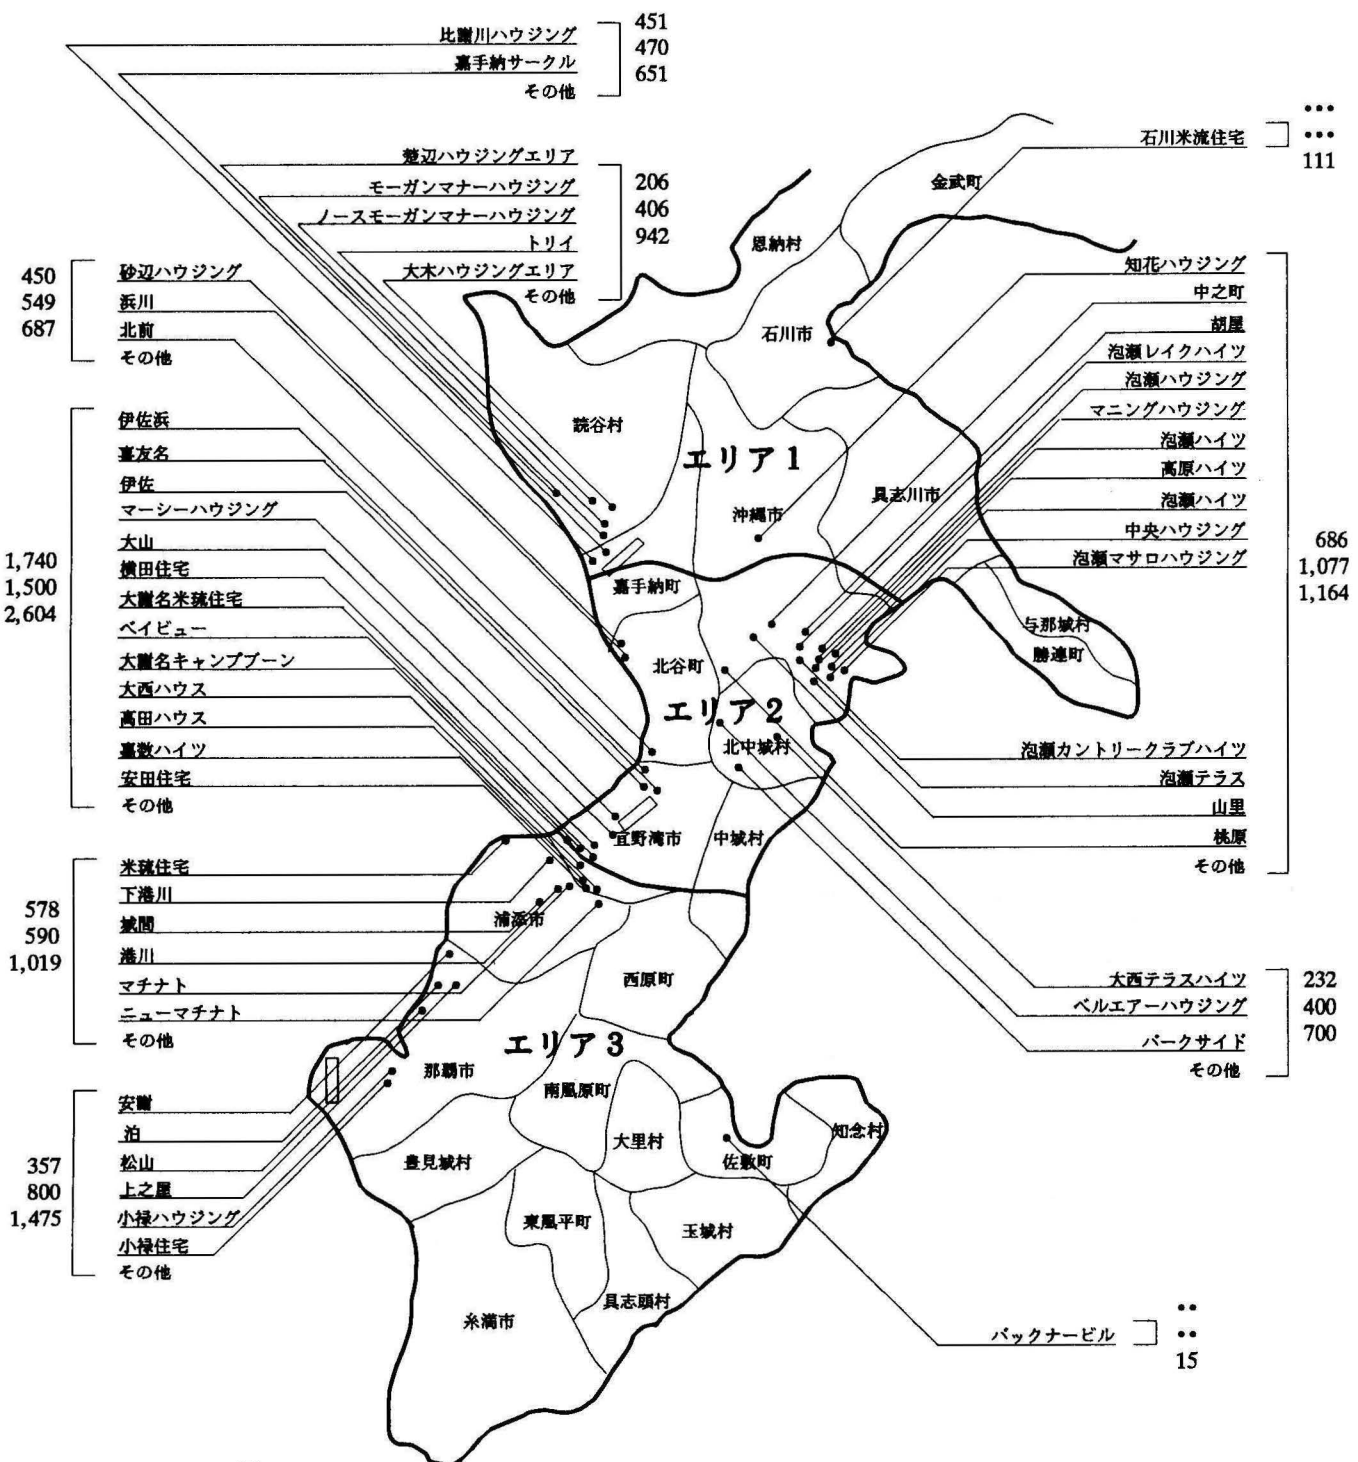 比謝川ハウジング
嘉手納サークル
その他
451
470
651
楚辺ハウジングエリア
モーガンマナーハウジング
ノースモーガンマナーハウジング
トリイ
大木ハウジングエリア
その他
206
406
942
石川米流住宅
•••
•••
111
450
549
687
砂辺ハウジング
浜川
北前
その他
1,740
1,500
2,604
伊佐浜
喜友名
伊佐
マーシーハウジング
大山
横田住宅
大謝名米琉住宅
ベイビュー
大謝名キャンプブーン
大西ハウス
高田ハウス
嘉数ハイツ
安田住宅
その他
578
590
1,019
米琉住宅
下港川
城間
港川
マチナト
ニューマチナト
その他
357
800
1,475
安謝
泊
松山
上之屋
小禄ハウジング
小禄住宅
その他
知花ハウジング
中之町
胡屋
泡瀬レイクハイツ
泡瀬ハウジング
マニングハウジング
泡瀬ハイツ
高原ハイツ
泡瀬ハイツ
中央ハウジング
泡瀬マサロハウジング
686
1,077
1,164
泡瀬カントリークラブハイツ
泡瀬テラス
山里
桃原
その他
大西テラスハイツ
ベルエアーハウジング
パークサイド
その他
232
400
700
バックナービル
••
••
15
金武町
恩納村
石川市
読谷村
エリア1
具志川市
沖縄市
嘉手納町
与那城村
勝連町
北谷町
エリア2
北中城村
宜野湾市
中城村
浦添市
西原町
エリア3
那覇市
南風原町
大里村
知念村
佐敷町
豊見城村
東風平町
玉城村
具志頭村
糸満市